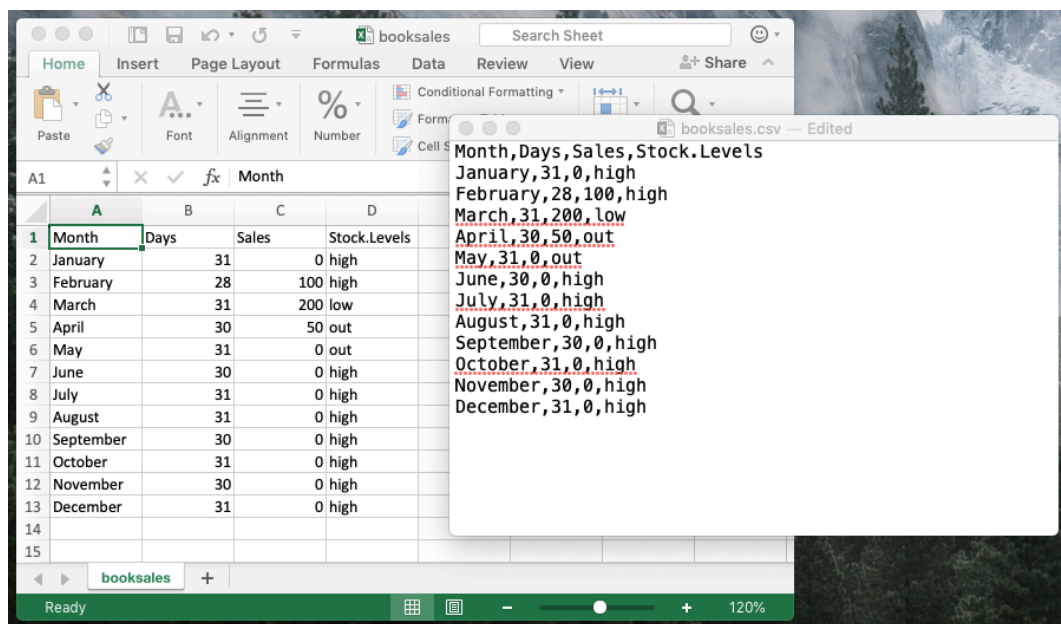 booksales
Search Sheet
Home Insert Page Layout Formulas Data Review View Share
Paste Font Alignment Number Conditional Formatting
Cell
A1 fx Month
A B C D
1 Month Days Sales Stock.Levels
2 January 31 0 high
3 February 28 100 high
4 March 31 200 low
5 April 30 50 out
6 May 31 0 out
7 June 30 0 high
8 July 31 0 high
9 August 31 0 high
10 September 30 0 high
11 October 31 0 high
12 November 30 0 high
13 December 31 0 high
14
15
booksales +
Ready 120%
booksales.csv — Edited
Month,Days,Sales,Stock.Levels
January,31,0,high
February,28,100,high
March,31,200,low
April,30,50,out
May,31,0,out
June,30,0,high
July,31,0,high
August,31,0,high
September,30,0,high
October,31,0,high
November,30,0,high
December,31,0,high